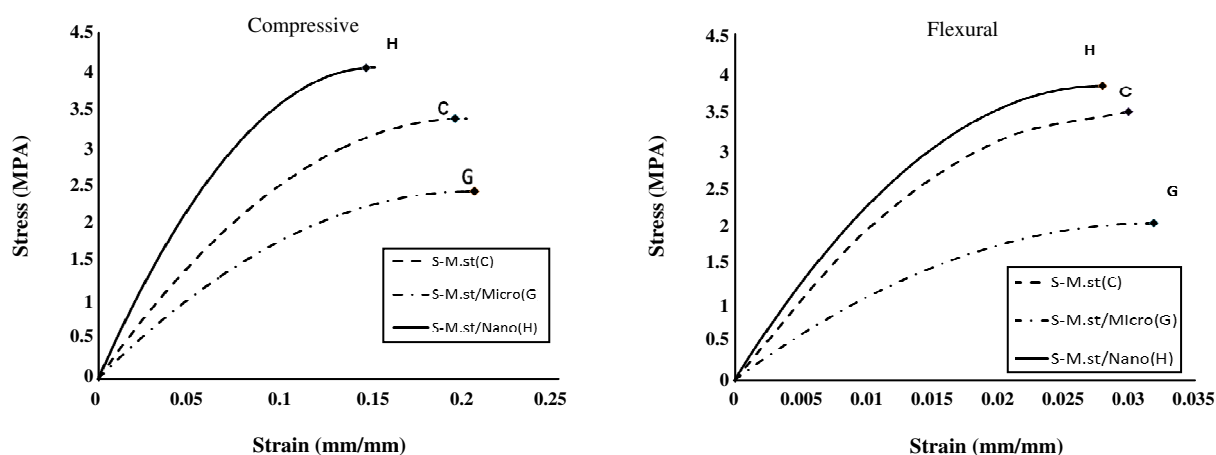 Compressive
4.5
4
3.5
3
2.5
2
1.5
1
0.5
0
Stress (MPA)
H
C
G
S-M.st(C)
S-M.st/Micro(G
S-M.st/Nano(H)
0 0.05 0.1 0.15 0.2 0.25
Strain (mm/mm)
Flexural
4.5
4
3.5
3
2.5
2
1.5
1
0.5
0
Stress (MPA)
H
C
G
S-M.st(C)
S-M.st/Micro(G)
S-M.st/Nano(H)
0 0.005 0.01 0.015 0.02 0.025 0.03 0.035
Strain (mm/mm)